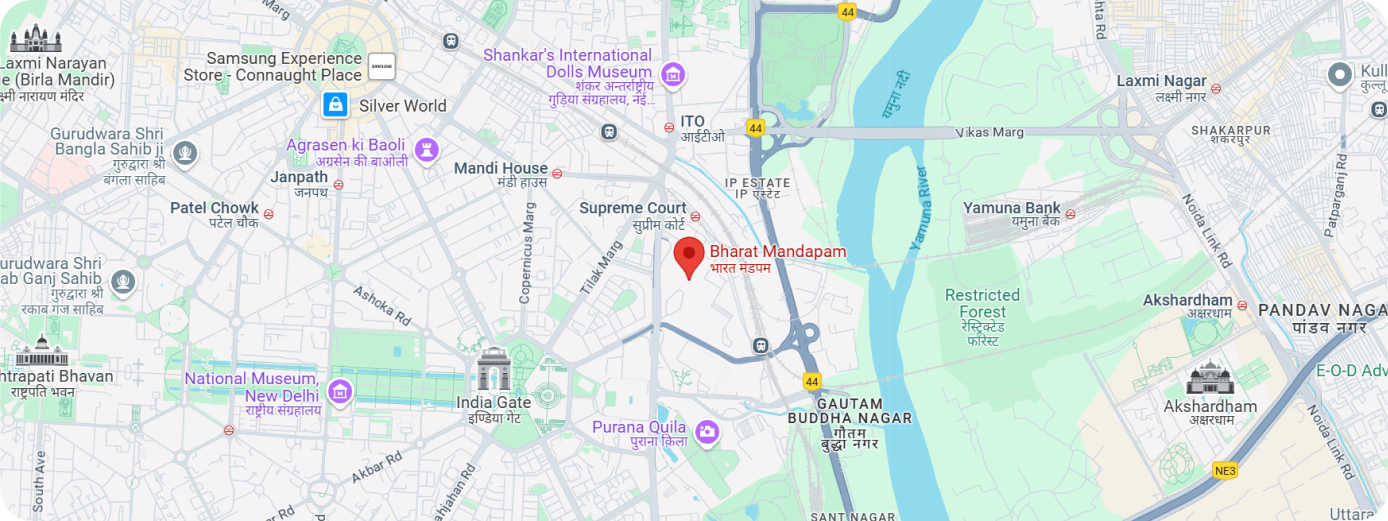 Laxmi Narayan
(Birla Mandir)
नारायण मंदिर
Marg
Samsung Experience
Store - Connaught Place
SAMSUNG
Silver World
Shankar's International
Dolls Museum
शंकर अन्तर्राष्ट्रीय
गुड़िया संग्रहालय, नई...
44
यमुना नदी
Laxmi Nagar
लक्ष्मी नगर
Kull
कुल्लू
Gurudwara Shri
Bangla Sahib ji
गुरुद्वारा श्री
बंगला साहिब
Agrasen ki Baoli
अग्रसेन की बाओली
ITO
आईटीओ
44
Vikas Marg
SHAKARPUR
शकरपुर
Janpath
जनपथ
Mandi House
मंडी हाउस
IP ESTATE
IP एस्टेट
Patparganj Rd
Patel Chowk
पटेल चौक
Copernicus Marg
Supreme Court
सुप्रीम कोर्ट
Yamuna River
Yamuna Bank
यमुना बैंक
Noida Link Rd
Tilak Marg
Bharat Mandapam
भारत मंडपम
Shri
Ganj Sahib
गुरुद्वारा श्री
रकाब गंज साहिब
Ashoka Rd
Restricted
Forest
रेस्ट्रिक्टेड
फॉरेस्ट
Akshardham
अक्षरधाम
PANDAV NAGA
पांडव नगर
Bhavan
राष्ट्रपति भवन
National Museum,
New Delhi
राष्ट्रीय संग्रहालय
India Gate
इण्डिया गेट
44
GAUTAM
BUDDHA NAGAR
गौतम
बुद्धा नगर
E-O-D Adv
Akshardham
अक्षरधाम
Purana Quila
पुराना क़िला
Noida Link Rd
NE3
South Ave
Akbar Rd
Rd
Rd
SANT NAGAR
Uttara